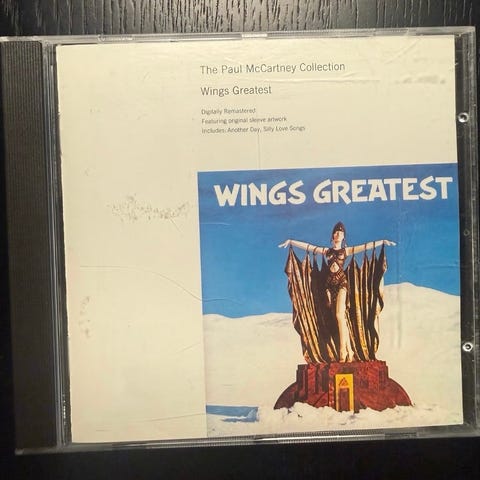 The Paul McCartney Collection
Wings Greatest
Digitally Remastered
Featuring original sleeve artwork
Includes: Another Day, Silly Love Songs
WINGS GREATEST